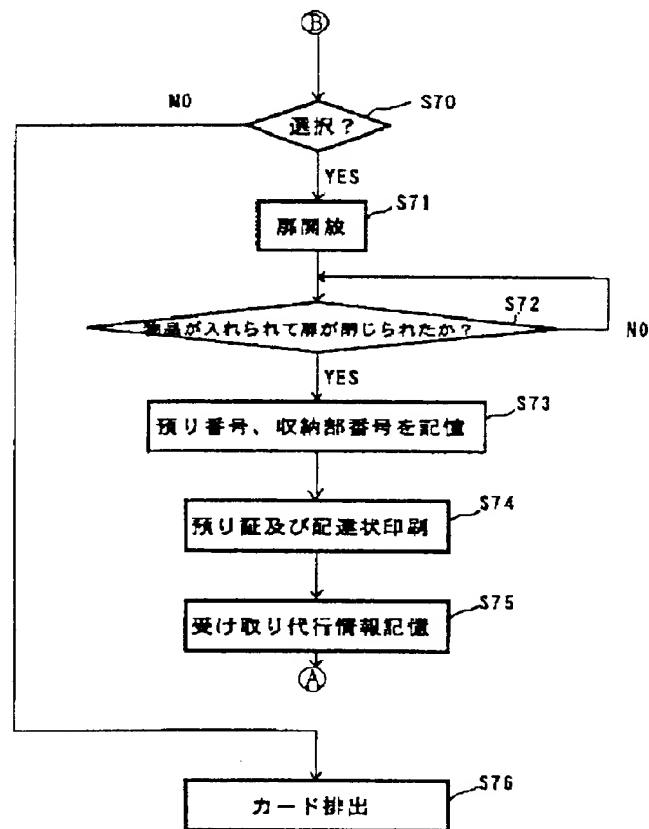 B
NO
S70
選択?
YES
S71
扉開放
S72
物品が入れられて扉が閉じられたか?
NO
YES
S73
預り番号、収納部番号を記憶
S74
預り証及び配達状印刷
S75
受け取り代行情報記憶
A
S76
カード排出